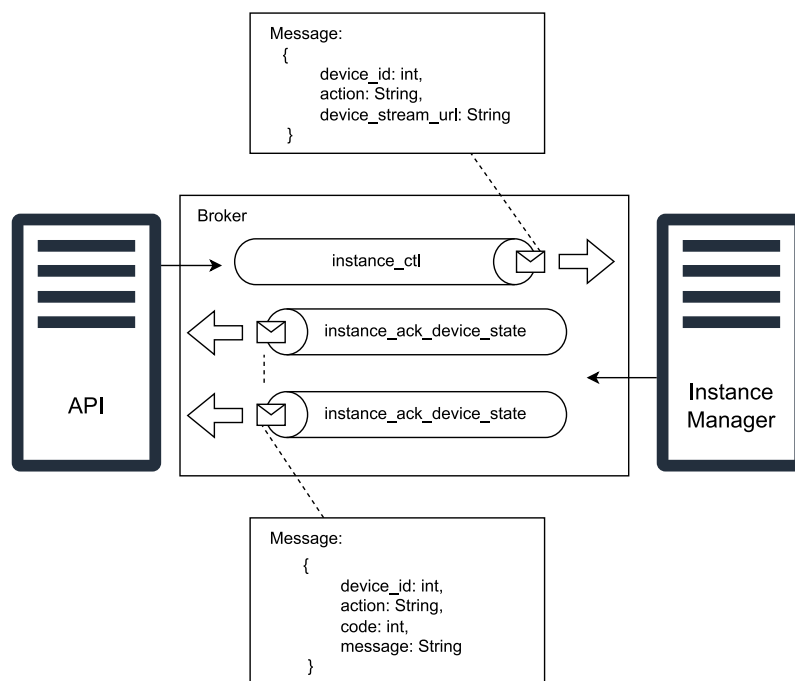 Message:
{
device_id: int,
action: String,
device_stream_url: String
}
Broker
instance_ctl
instance_ack_device_state
API
instance_ack_device_state
Instance
Manager
Message:
{
device_id: int,
action: String,
code: int,
message: String
}